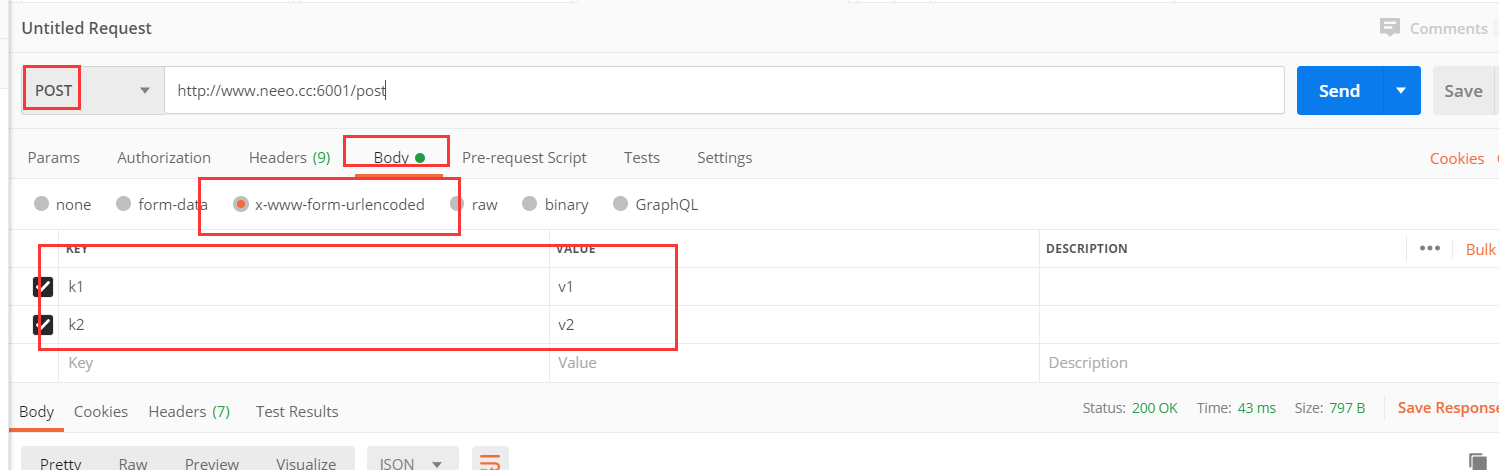 Untitled Request
Comments
POST http://www.neeo.cc:6001/post Send Save
Params Authorization Headers (9) Body Pre-request Script Tests Settings Cookies
none form-data x-www-form-urlencoded raw binary GraphQL
KEY VALUE DESCRIPTION Bulk
k1 v1
k2 v2
Key Value Description
Body Cookies Headers (7) Test Results Status: 200 OK Time: 43 ms Size: 797 B Save Response
Pretty Raw Preview Visualize JSON